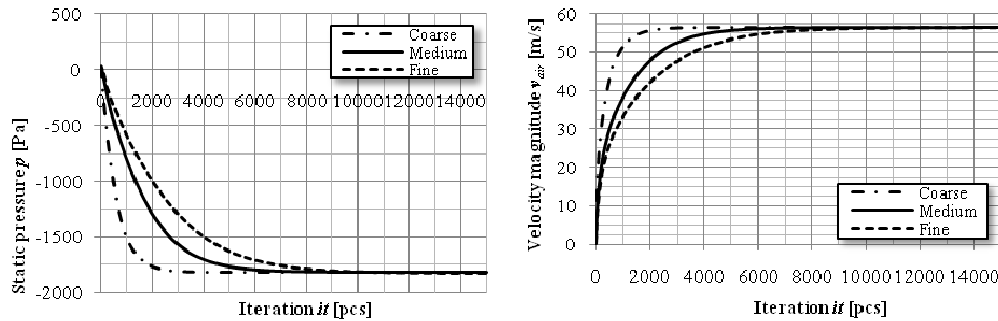 500
0
-500
-1000
-1500
-2000
Static pressure p [Pa]
0 2000 4000 6000 8000 10000 12000 14000
Iteration it [pcs]
Coarse
Medium
Fine
60
50
40
30
20
10
0
Velocity magnitude v air [m/s]
0 2000 4000 6000 8000 10000 12000 14000
Iteration it [pcs]
Coarse
Medium
Fine